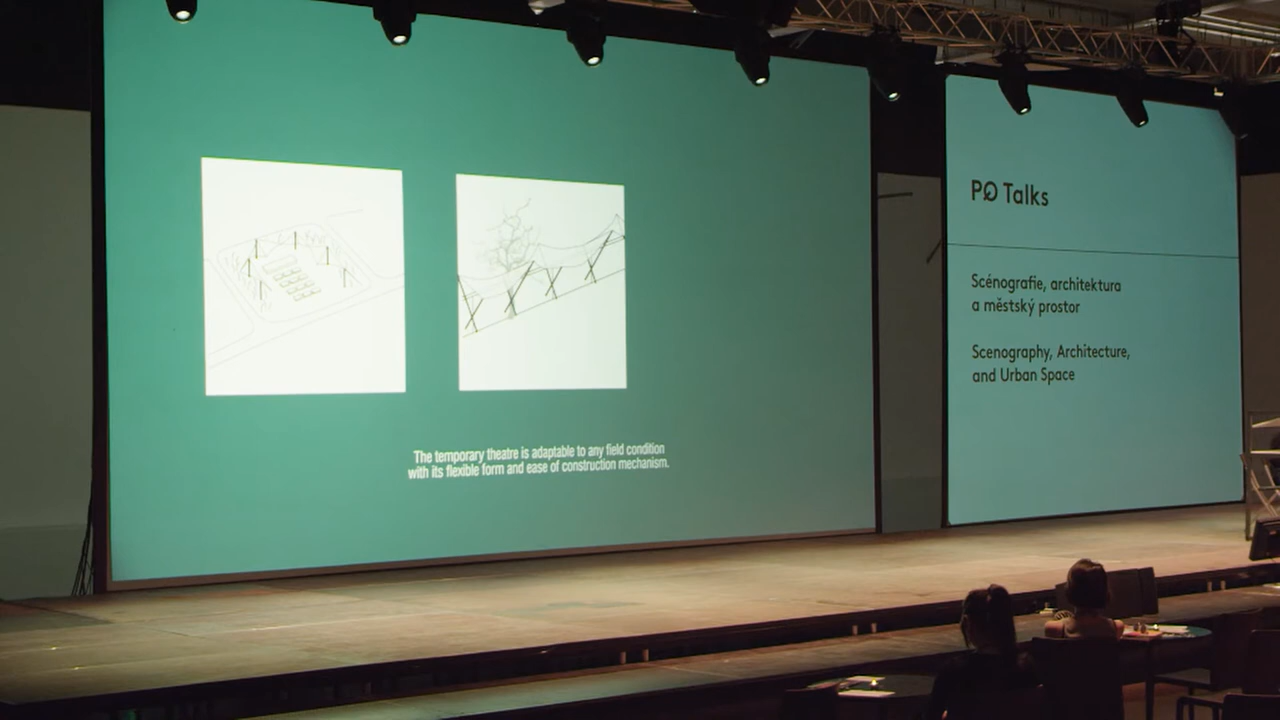 The temporary theatre is adaptable to any field condition
with its flexible form and ease of construction mechanism.
PQ Talks
Scénografie, architektura
a městský prostor
Scenography, Architecture,
and Urban Space